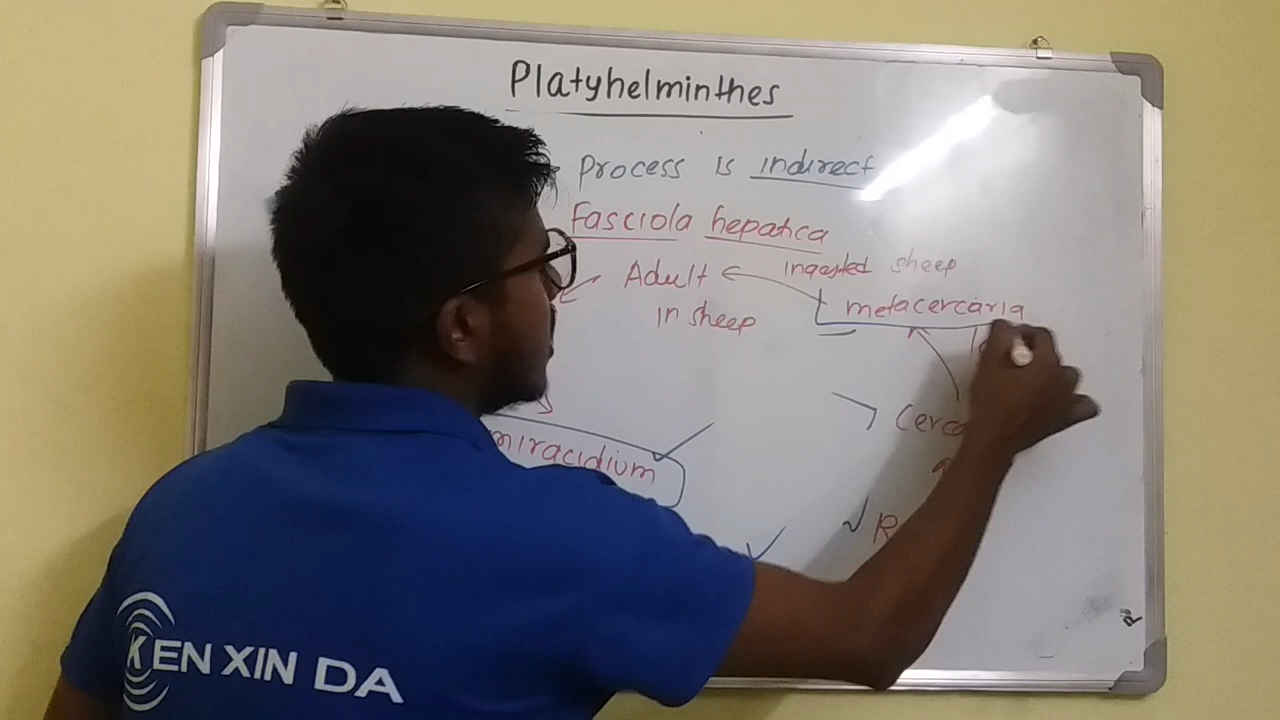 Platyhelminthes
Process is indirect
Fasciola hepatica
Adult ingested sheep
in sheep metacercaria
miracidium
KEN XIN DA